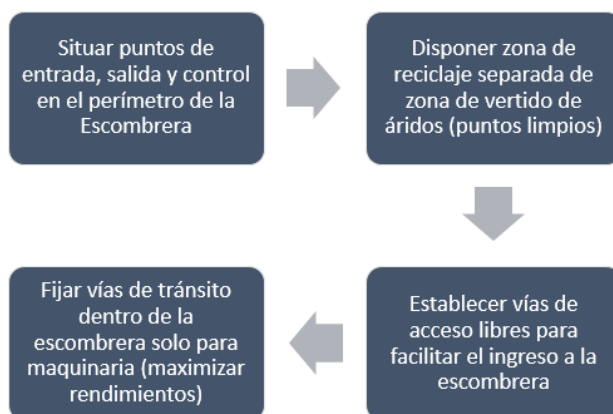 Situar puntos de
entrada, salida y control
en el perímetro de la
Escombrera
Disponer zona de
reciclaje separada de
zona de vertido de
áridos (puntos limpios)
Establecer vías de
acceso libres para
facilitar el ingreso a la
escombrera
Fijar vías de tránsito
dentro de la
escombrera solo para
maquinaria (maximizar
rendimientos)